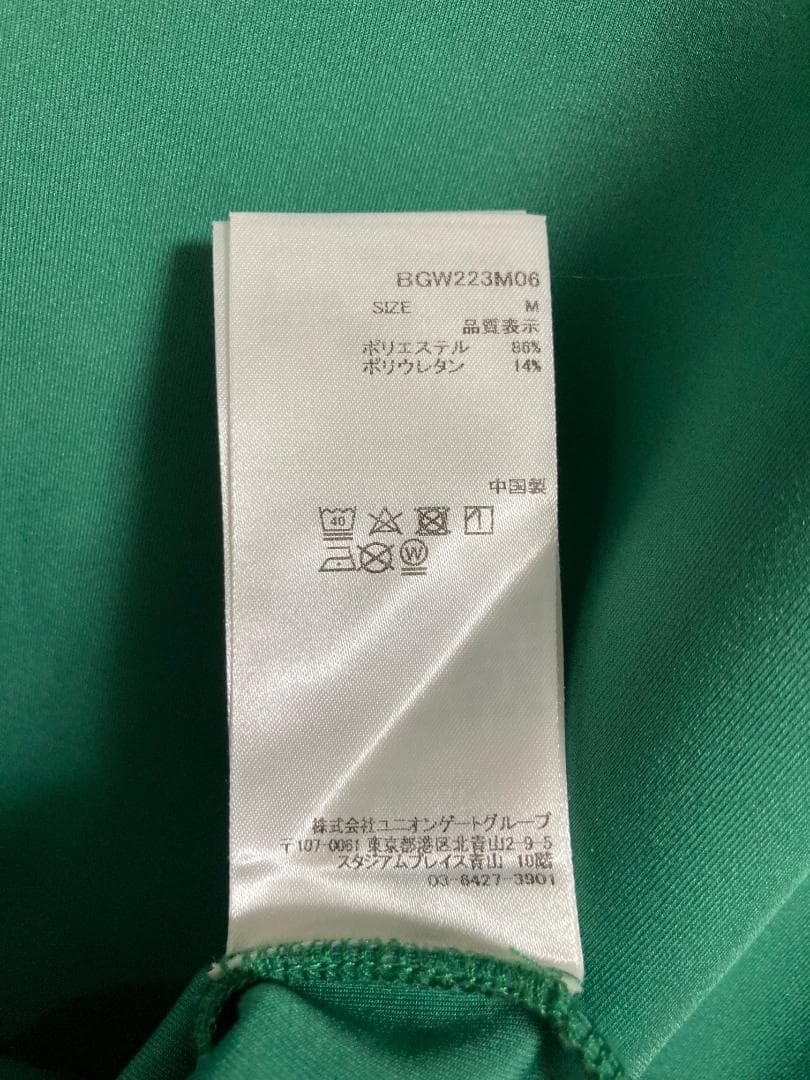 BGW223M06
SIZE M
品質表示
ポリエステル 86%
ポリウレタン 14%
中国製
40
W
株式会社ユニオンゲートグループ
〒107-0061 東京都港区北青山2-9-5
スタジアムプレイス青山 10階
03-6427-3901